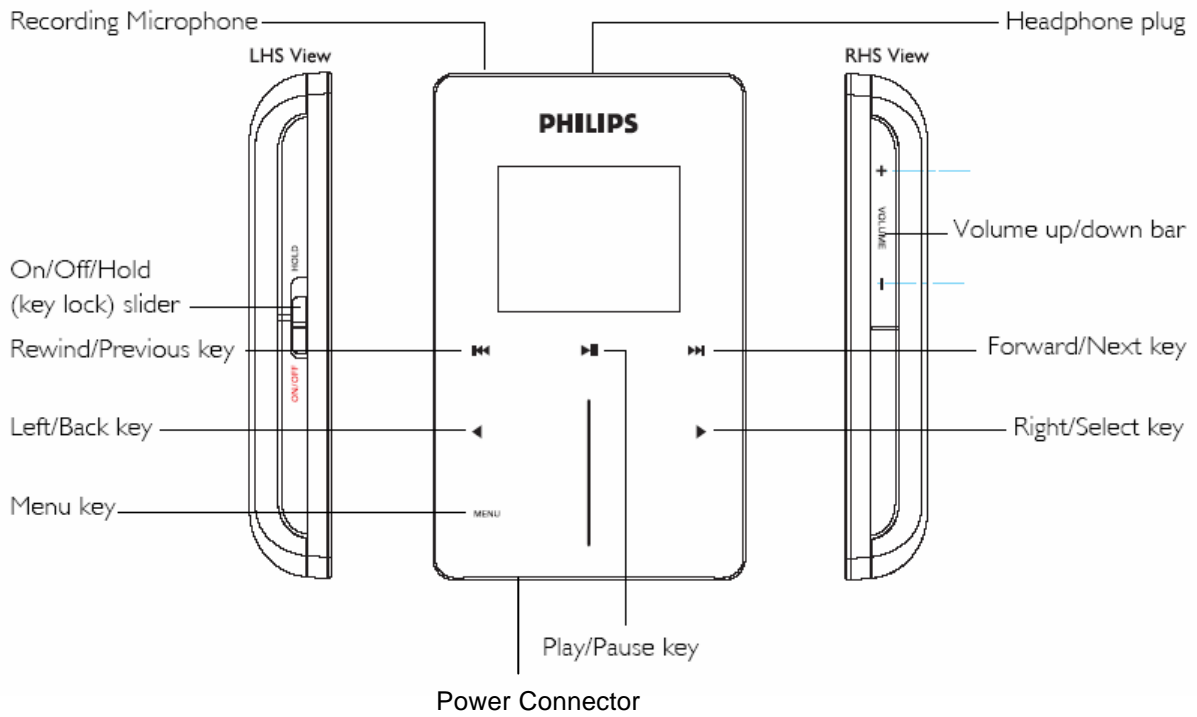 Recording Microphone
Headphone plug
LHS View
RHS View
PHILIPS
+
VOLUME
-
Volume up/down bar
HOLD
On/Off/Hold
(key lock) slider
Rewind/Previous key
Forward/Next key
ON/OFF
Left/Back key
Right/Select key
Menu key
MENU
Play/Pause key
Power Connector